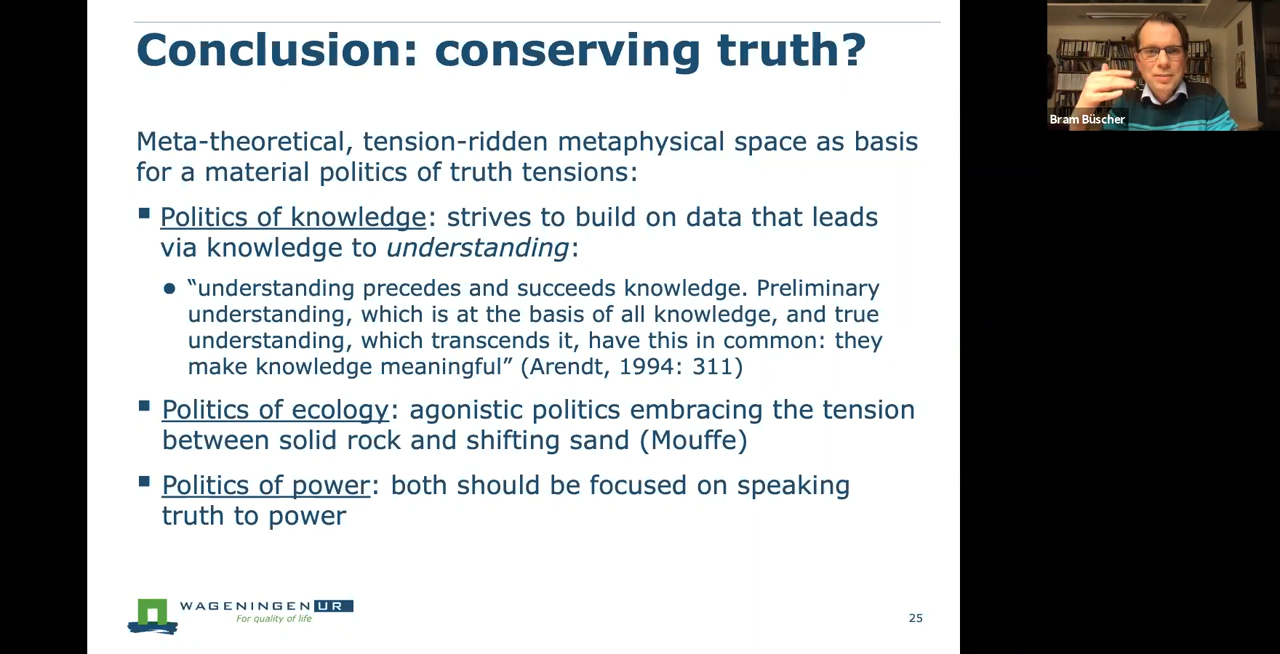 Conclusion: conserving truth?
Meta-theoretical, tension-ridden metaphysical space as basis
for a material politics of truth tensions:
Politics of knowledge: strives to build on data that leads
via knowledge to understanding:
“understanding precedes and succeeds knowledge. Preliminary
understanding, which is at the basis of all knowledge, and true
understanding, which transcends it, have this in common: they
make knowledge meaningful” (Arendt, 1994: 311)
Politics of ecology: agonistic politics embracing the tension
between solid rock and shifting sand (Mouffe)
Politics of power: both should be focused on speaking
truth to power
WAGENINGEN UR
For quality of life
25
Bram Büscher